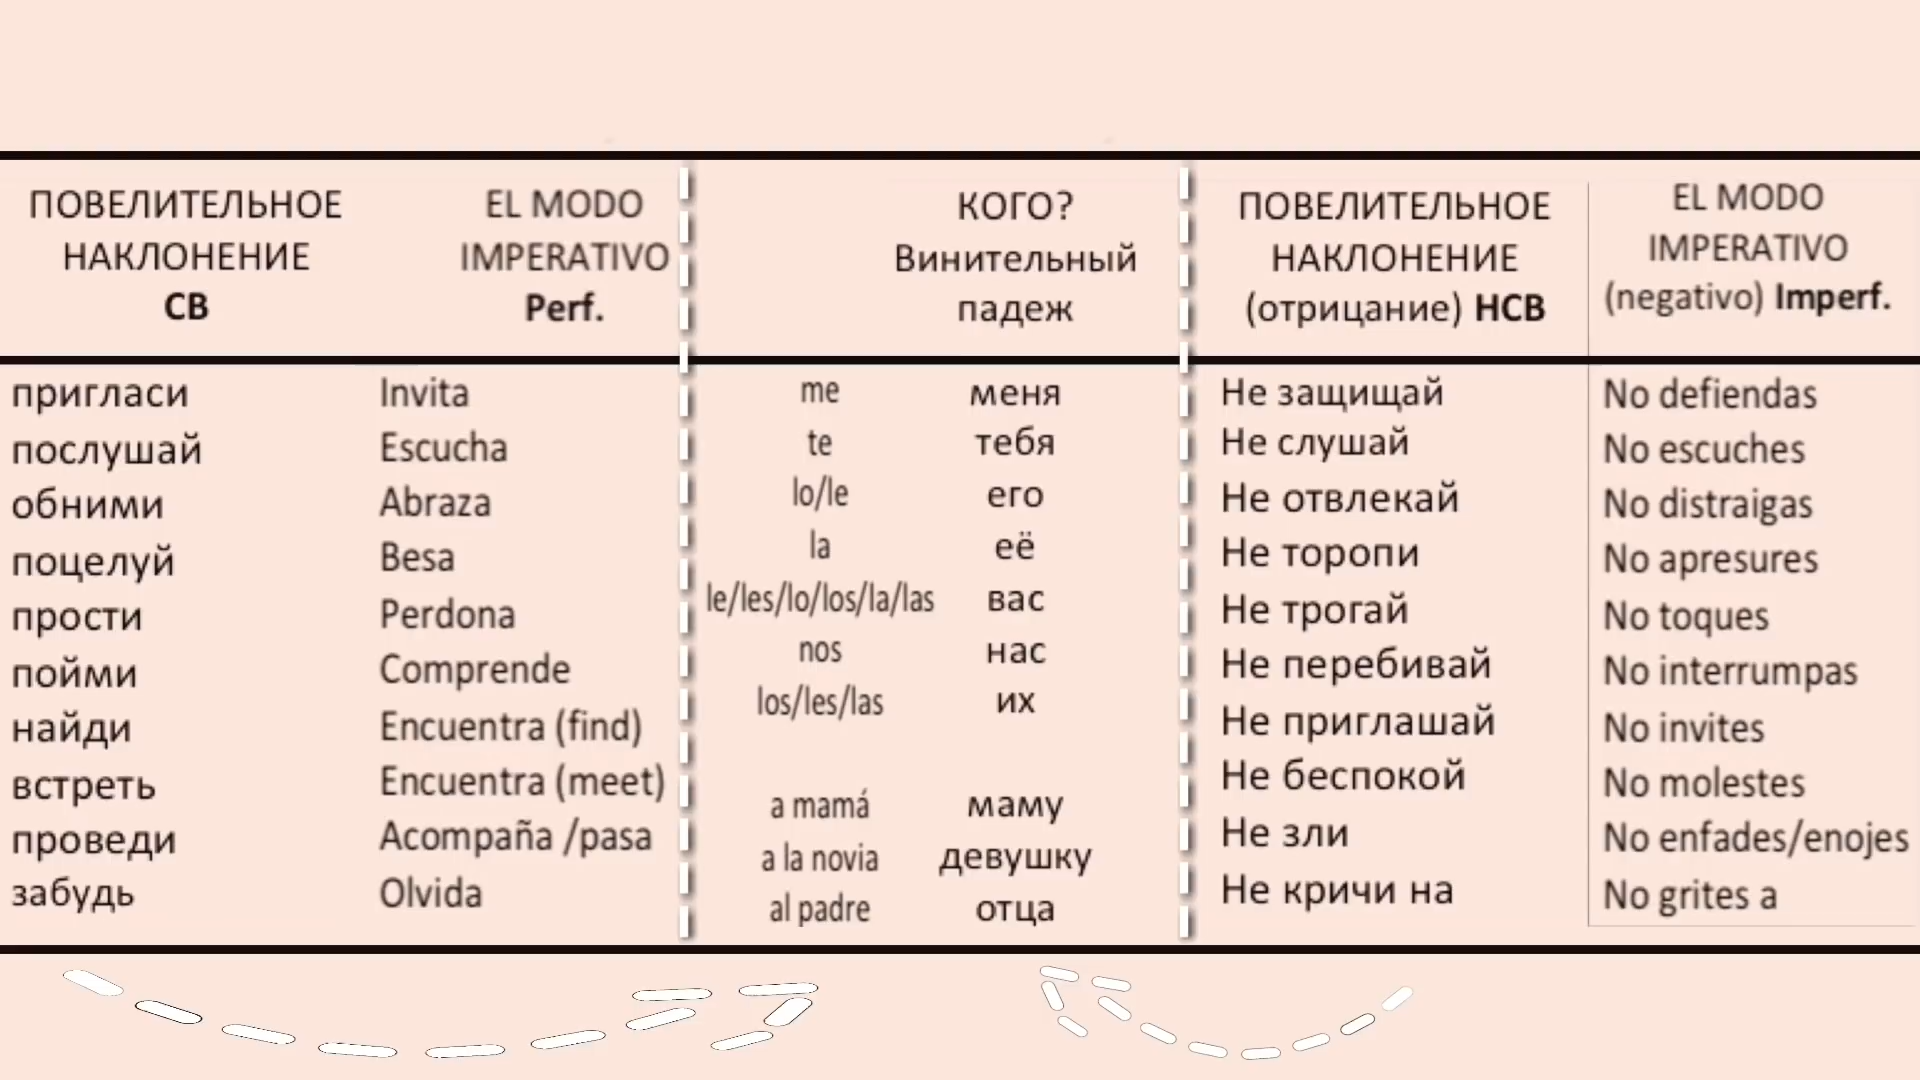 ПОВЕЛИТЕЛЬНОЕ НАКЛОНЕНИЕ СВ
EL MODO IMPERATIVO Perf.
КОГО? Винительный падеж
ПОВЕЛИТЕЛЬНОЕ НАКЛОНЕНИЕ (отрицание) НСВ
EL MODO IMPERATIVO (negativo) Imperf.
пригласи Invita me меня Не защищай No defiendas
послушай Escucha te тебя Не слушай No escuches
обними Abraza lo/le его Не отвлекай No distraigas
поцелуй Besa la её Не торопи No apresures
прости Perdona le/les/lo/los/la/las вас Не трогай No toques
пойми Comprende nos нас Не перебивай No interrumpas
найди Encuentra (find) los/les/las их Не приглашай No invites
встреть Encuentra (meet) a mamá маму Не беспокой No molestes
проведи Acompaña /pasa a la novia девушку Не зли No enfades/enojes
забудь Olvida al padre отца Не кричи на No grites a